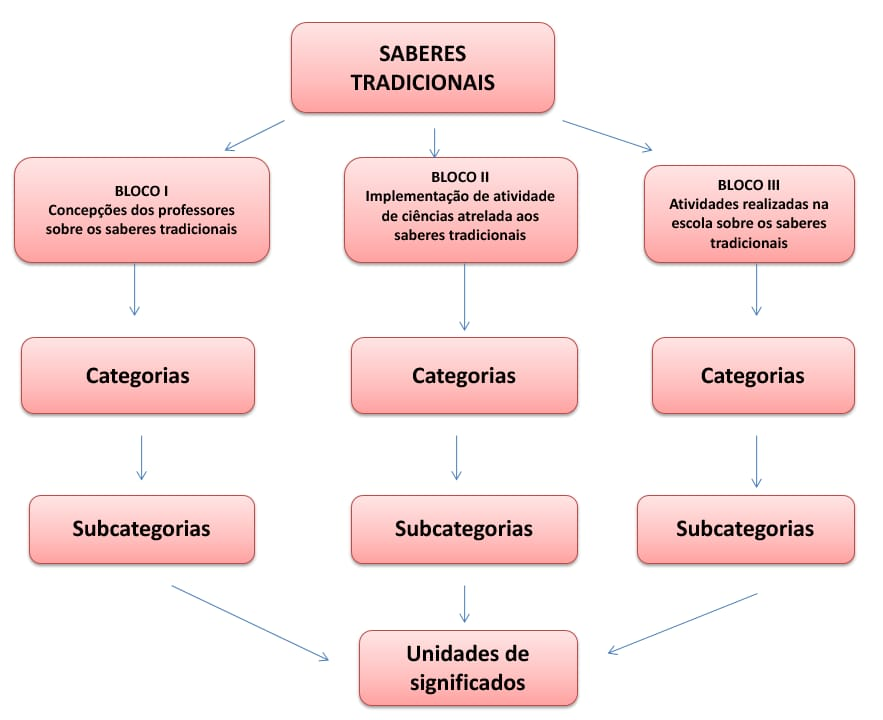 SABERES
TRADICIONAIS
BLOCO I
Concepções dos professores
sobre os saberes tradicionais
BLOCO II
Implementação de atividade
de ciências atrelada aos
saberes tradicionais
BLOCO III
Atividades realizadas na
escola sobre os saberes
tradicionais
Categorias
Categorias
Categorias
Subcategorias
Subcategorias
Subcategorias
Unidades de
significados